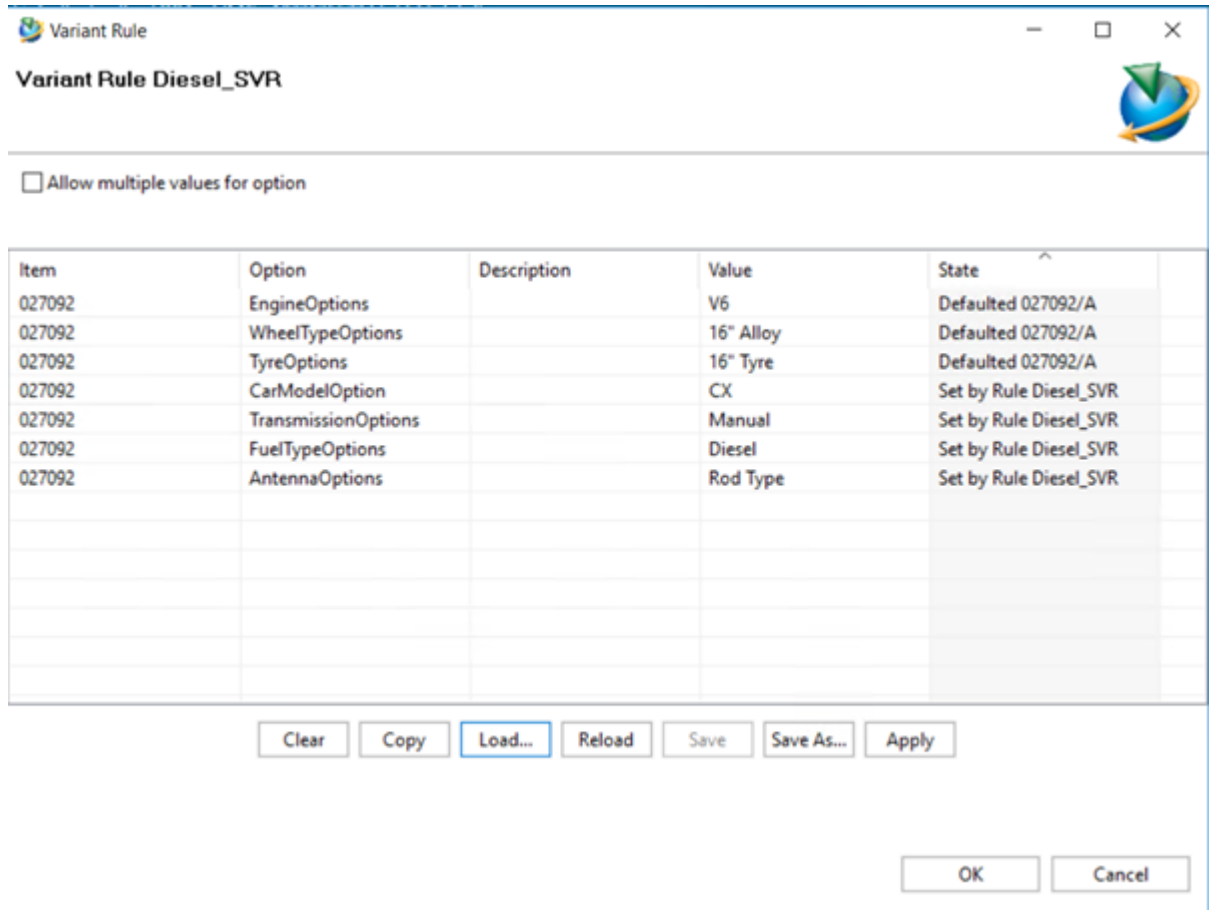 Variant Rule
Variant Rule Diesel_SVR
Allow multiple values for option
Item Option Description Value State
027092 EngineOptions V6 Defaulted 027092/A
027092 WheelTypeOptions 16" Alloy Defaulted 027092/A
027092 TyreOptions 16" Tyre Defaulted 027092/A
027092 CarModelOption CX Set by Rule Diesel_SVR
027092 TransmissionOptions Manual Set by Rule Diesel_SVR
027092 FuelTypeOptions Diesel Set by Rule Diesel_SVR
027092 AntennaOptions Rod Type Set by Rule Diesel_SVR
Clear Copy Load... Reload Save Save As... Apply
OK Cancel